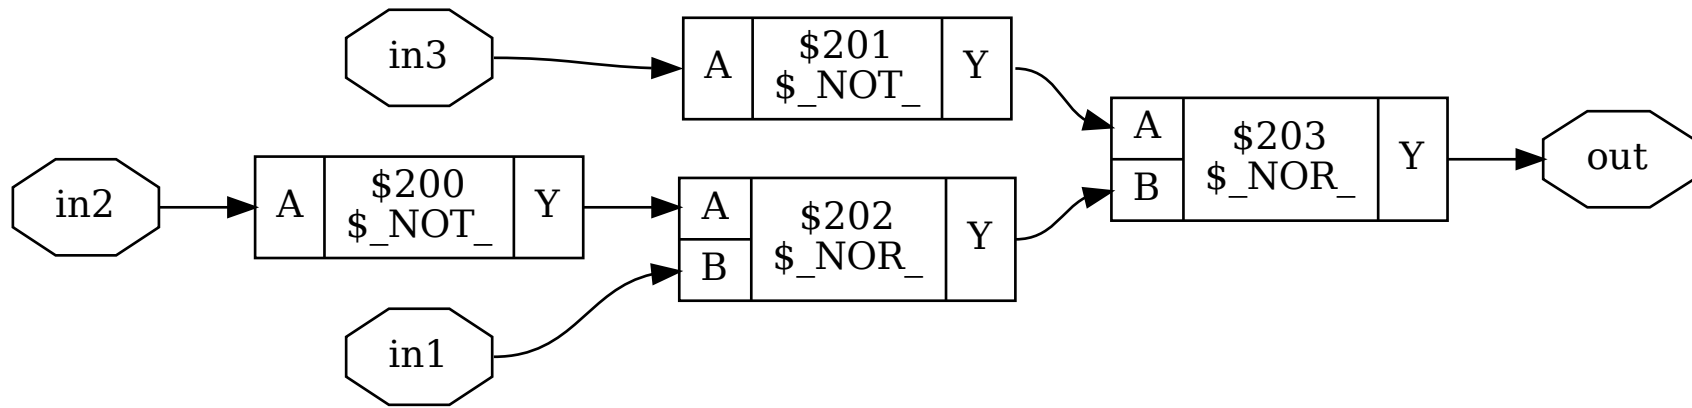 in3
A
$201
$_NOT_
Y
in2
A
$200
$_NOT_
Y
in1
A
B
$202
$_NOR_
Y
A
B
$203
$_NOR_
Y
out